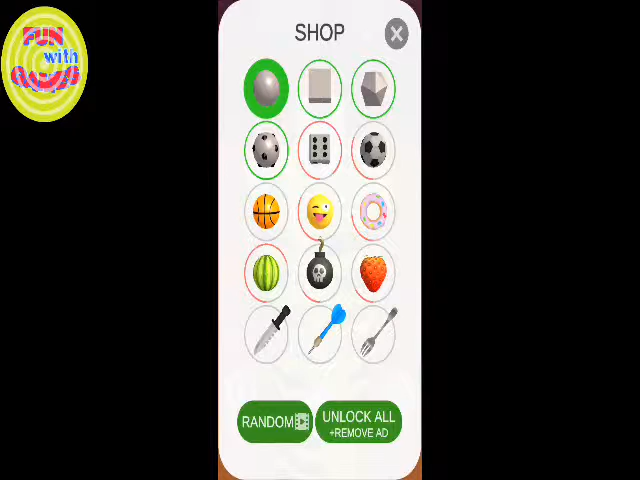 FUN
with
GAMES
SHOP
RANDOM
UNLOCK ALL
+REMOVE AD